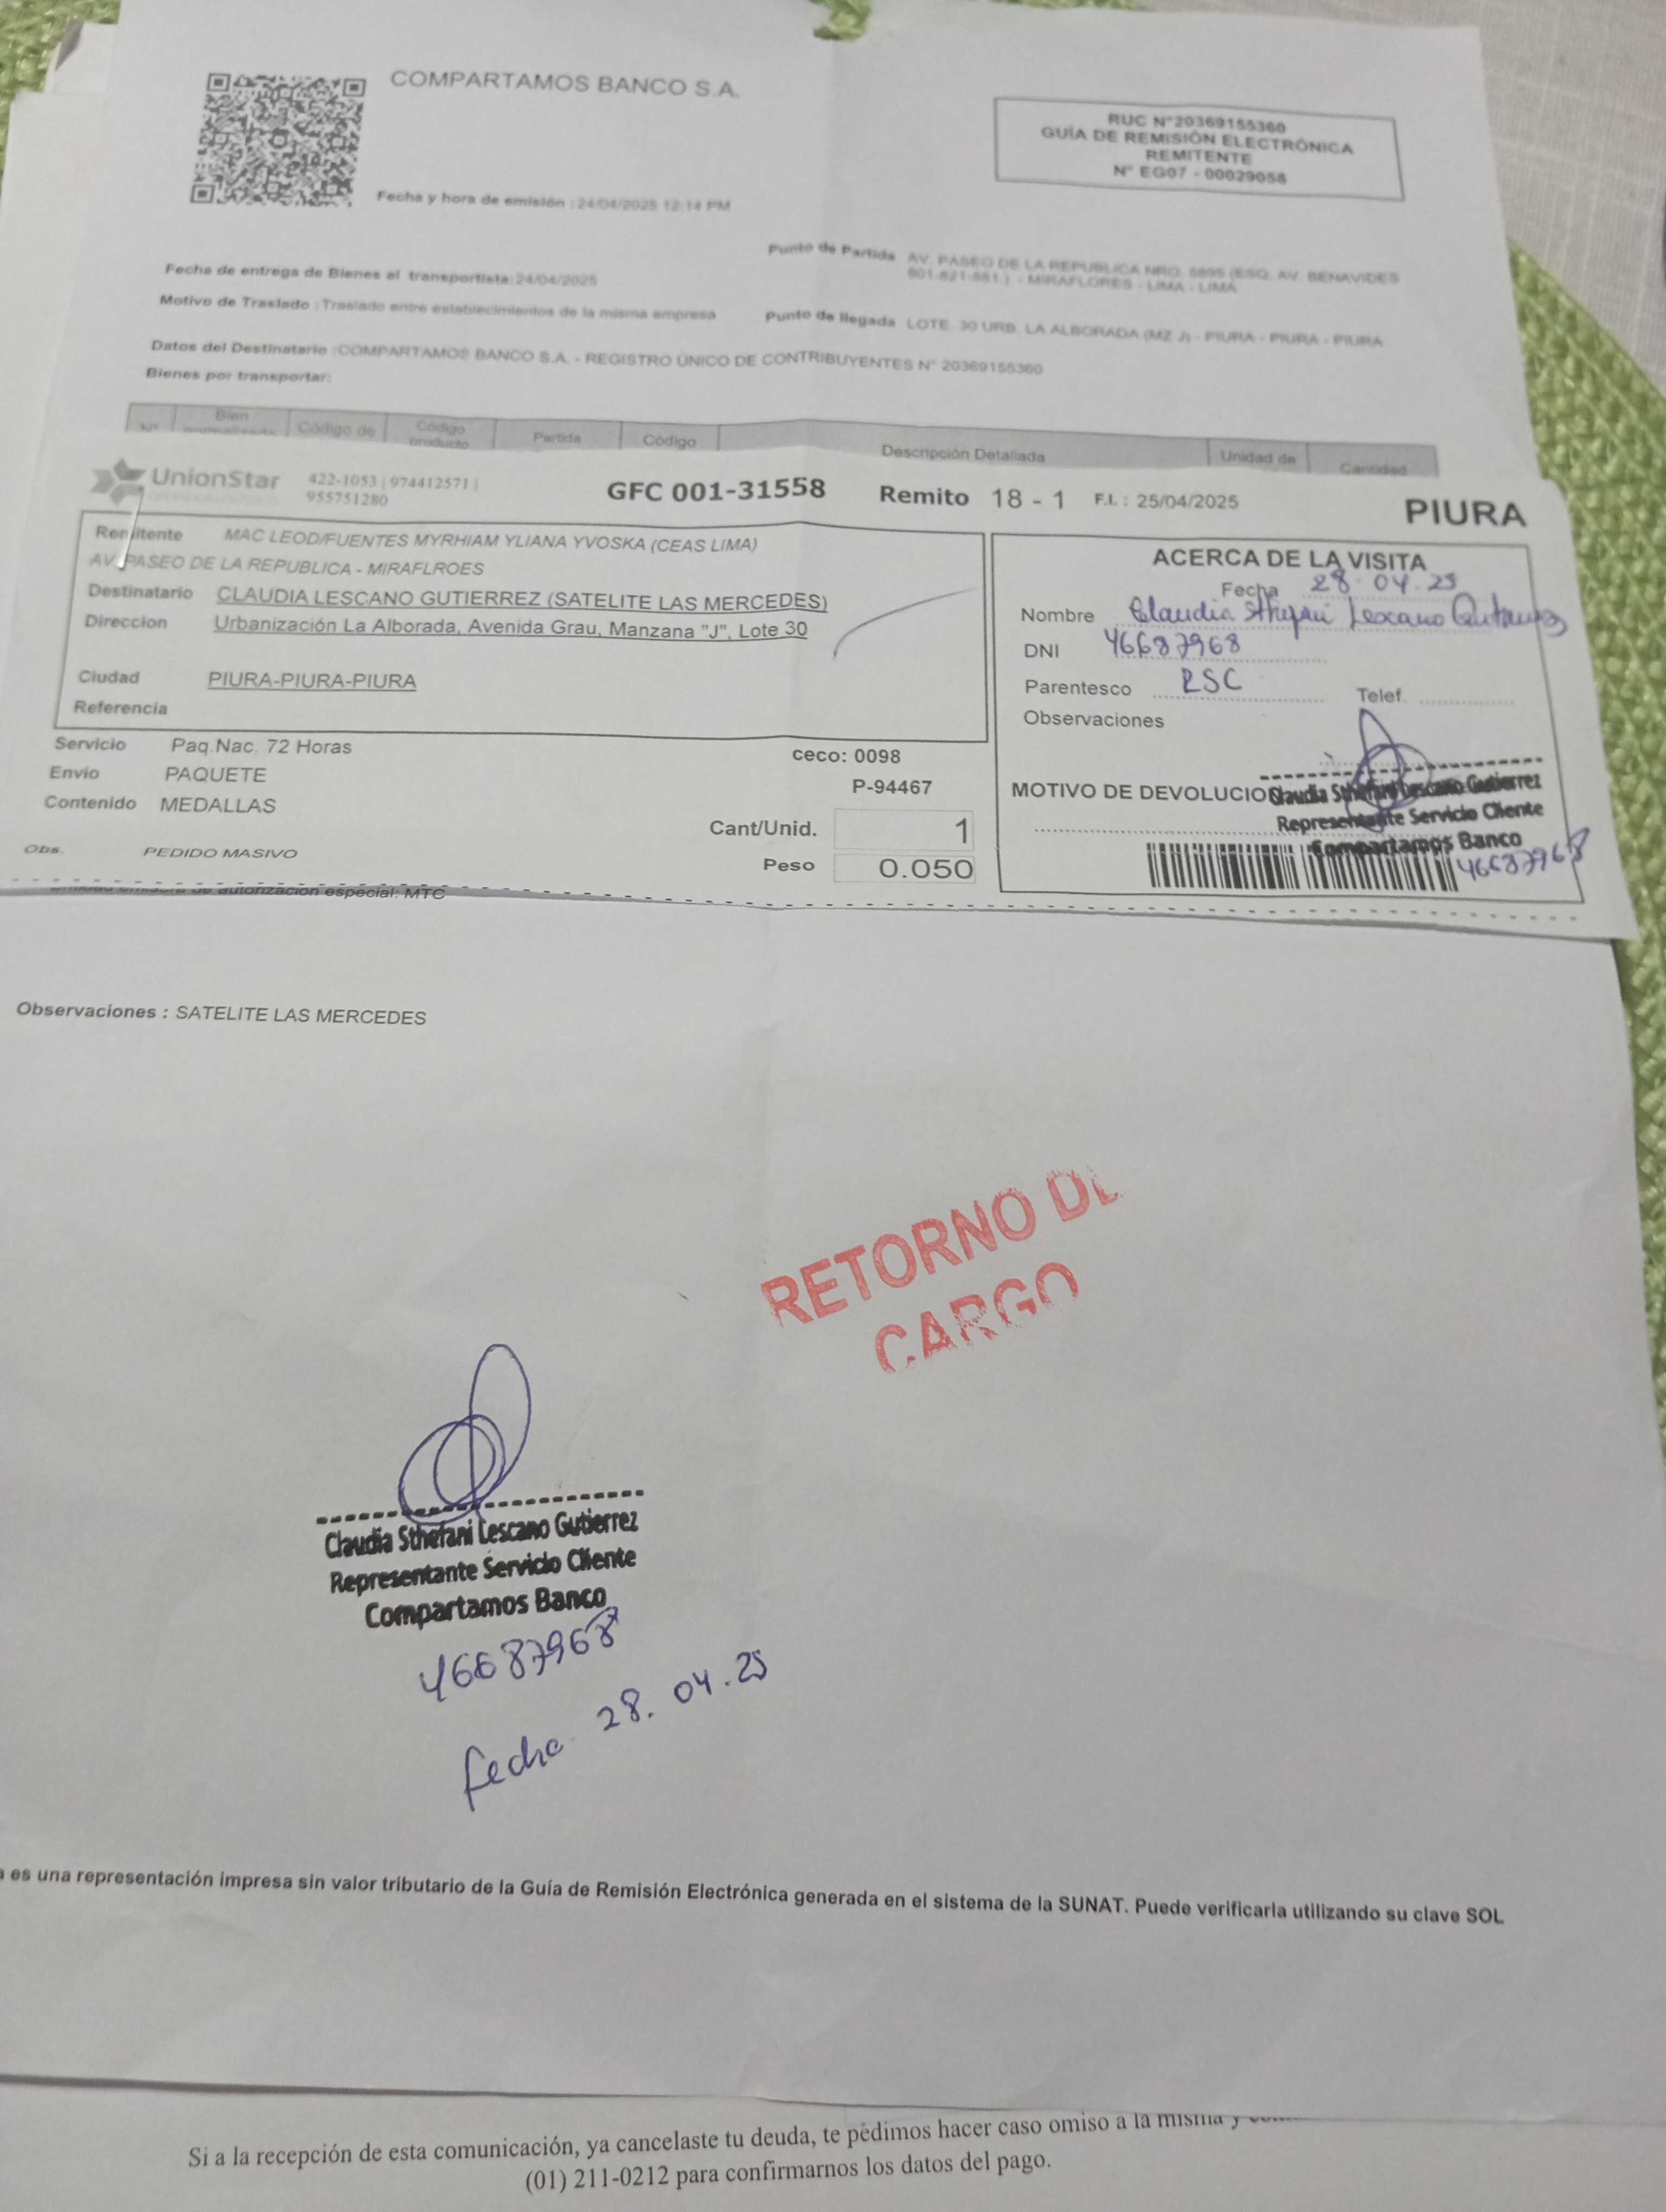 COMPARTAMOS BANCO S.A.
RUC N°20369155360
GUÍA DE REMISIÓN ELECTRÓNICA
REMITENTE
N° EG07 - 00029058
Fecha y hora de emisión : 24/04/2025 12:14 PM
Fecha de entrega de Bienes al transportista: 24/04/2025
Punto de Partida AV. PASEO DE LA REPUBLICA NRO. 5895 (ESQ. AV. BENAVIDES
801-821-881 ) - MIRAFLORES - LIMA - LIMA
Motivo de Traslado : Traslado entre establecimientos de la misma empresa
Punto de llegada LOTE. 30 URB. LA ALBORADA (MZ J) - PIURA - PIURA - PIURA
Datos del Destinatario : COMPARTAMOS BANCO S.A. - REGISTRO ÚNICO DE CONTRIBUYENTES N° 20369155360
Bienes por transportar:
N° Bien Código de Código producto Partida Código Descripción Detallada Unidad de Cantidad
UnionStar 422-1053 | 974412571 |
955751280
GFC 001-31558 Remito 18 - 1 F.I. : 25/04/2025 PIURA
Remitente MAC LEOD/FUENTES MYRHIAM YLIANA YVOSKA (CEAS LIMA)
AV. PASEO DE LA REPUBLICA - MIRAFLROES
Destinatario CLAUDIA LESCANO GUTIERREZ (SATELITE LAS MERCEDES)
Direccion Urbanización La Alborada, Avenida Grau, Manzana "J", Lote 30
Ciudad PIURA-PIURA-PIURA
Referencia
ACERCA DE LA VISITA
Fecha 28.04.25
Nombre Claudia Lescano
DNI 46687968
Parentesco RSC Telef.
Observaciones
MOTIVO DE DEVOLUCIO
Claudia Sthefani Lescano Gutierrez
Representante Servicio Cliente
Compartamos Banco
46687968
Servicio Paq.Nac. 72 Horas
Envio PAQUETE
Contenido MEDALLAS
Obs. PEDIDO MASIVO
ceco: 0098
P-94467
Cant/Unid. 1
Peso 0.050
de autorización especial: MTC
Observaciones : SATELITE LAS MERCEDES
RETORNO DE
CARGO
Claudia Sthefani Lescano Gutierrez
Representante Servicio Cliente
Compartamos Banco
46687968
fecha 28.04.25
es una representación impresa sin valor tributario de la Guía de Remisión Electrónica generada en el sistema de la SUNAT. Puede verificarla utilizando su clave SOL
Si a la recepción de esta comunicación, ya cancelaste tu deuda, te pedimos hacer caso omiso a la misma y
(01) 211-0212 para confirmarnos los datos del pago.